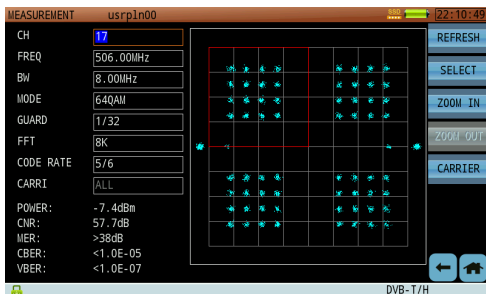 MEASUREMENT usrpln00 SSD 22:10:49
CH 17
FREQ 506.00MHz
BW 8.00MHz
MODE 64QAM
GUARD 1/32
FFT 8K
CODE RATE 5/6
CARRI ALL
POWER: -7.4dBm
CNR: 57.7dB
MER: >38dB
CBER: <1.0E-05
VBER: <1.0E-07
REFRESH
SELECT
ZOOM IN
ZOOM OUT
CARRIER
DVB-T/H